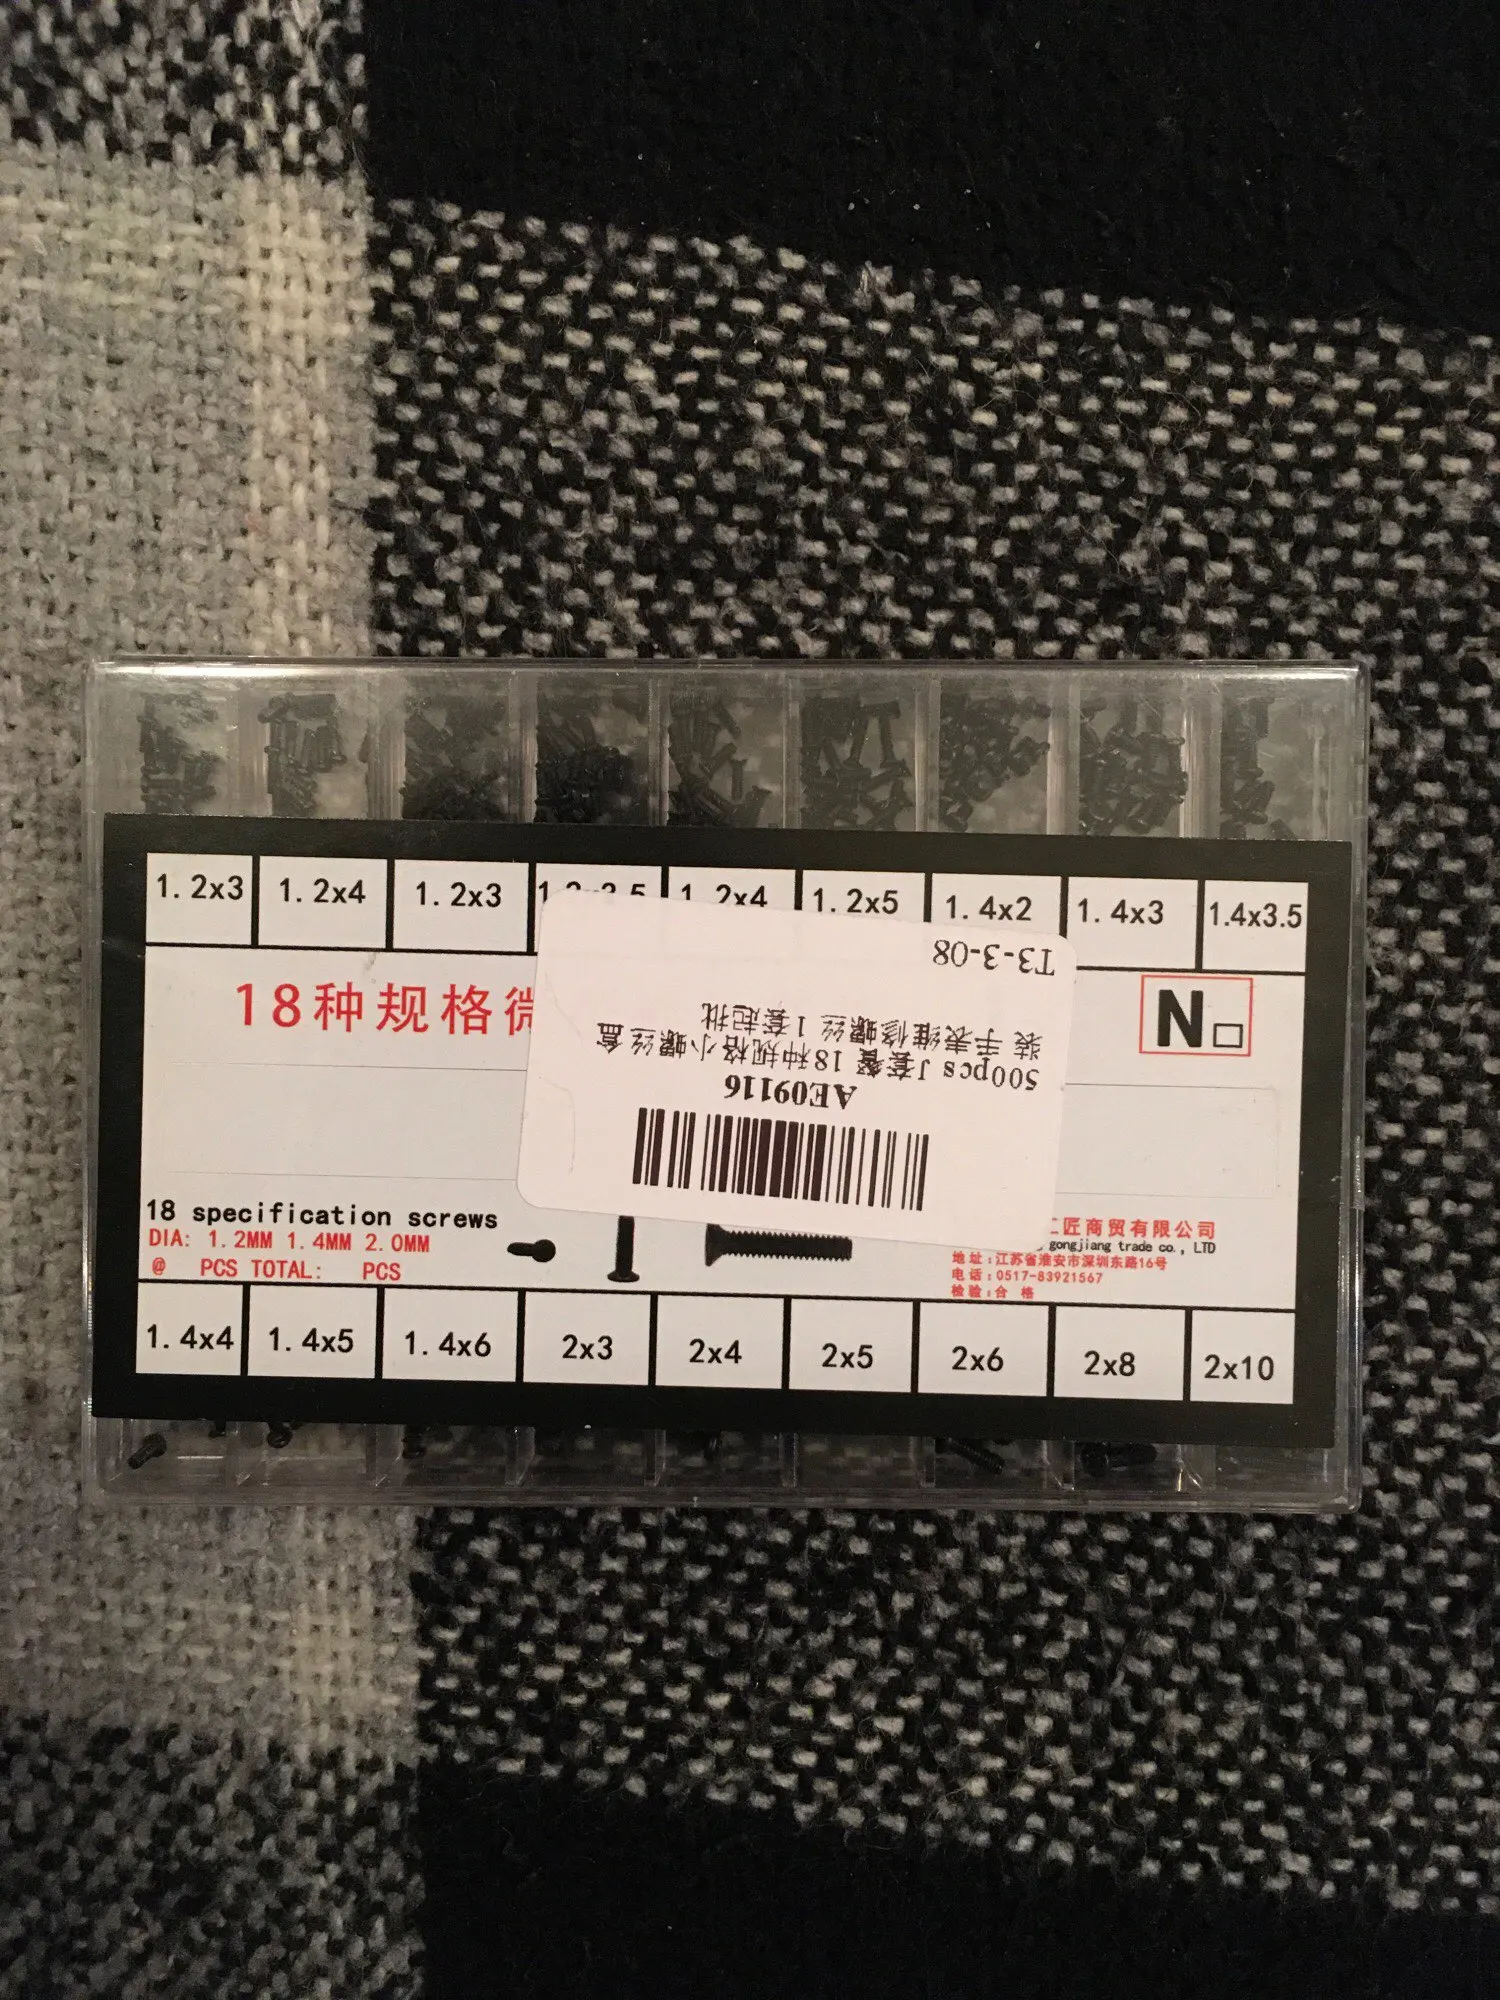 1.2x3 1.2x4 1.2x3 1.2x3.5 1.2x4 1.2x5 1.4x2 1.4x3 1.4x3.5
18种规格微
N□
T3-3-08
装 手表维修螺丝 1套起批
500pcs J套餐 18种规格小螺丝 盒
AE09116
18 specification screws
DIA: 1.2MM 1.4MM 2.0MM
@ PCS TOTAL: PCS
工匠商贸有限公司
gongjiang trade co., LTD
地址:江苏省淮安市深圳东路16号
电话:0517-83921567
检验:合 格
1.4x4 1.4x5 1.4x6 2x3 2x4 2x5 2x6 2x8 2x10